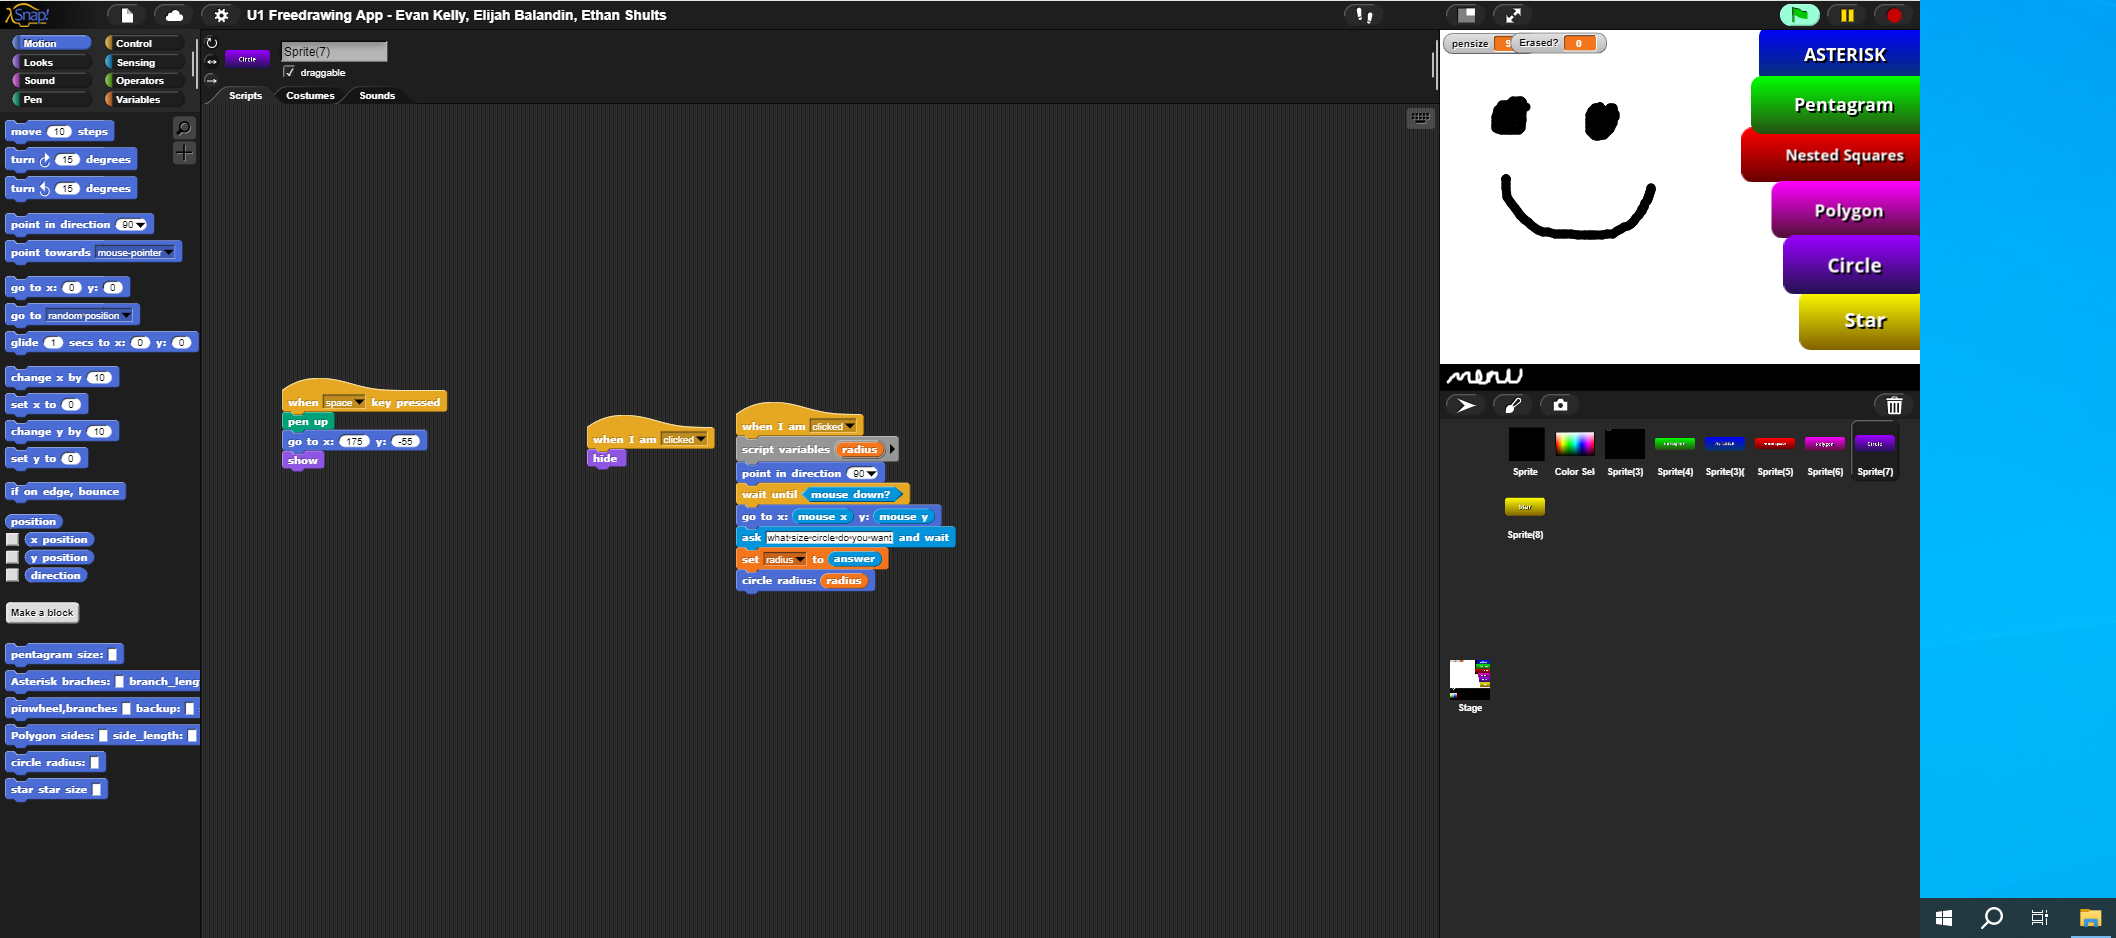 Snap!
U1 Freedrawing App - Evan Kelly, Elijah Balandin, Ethan Shults
Motion
Control
Looks
Sensing
Sound
Operators
Pen
Variables
move 10 steps
turn 15 degrees
turn 15 degrees
point in direction 90
point towards mouse-pointer
go to x: 0 y: 0
go to random position
glide 1 secs to x: 0 y: 0
change x by 10
set x to 0
change y by 10
set y to 0
if on edge, bounce
position
x position
y position
direction
Make a block
pentagram size:
Asterisk braches: branch_leng
pinwheel,branches backup:
Polygon sides: side_length:
circle radius:
star star size
Circle
Sprite(7)
draggable
Scripts
Costumes
Sounds
when space key pressed
pen up
go to x: 175 y: -55
show
when I am clicked
hide
when I am clicked
script variables radius
point in direction 90
wait until mouse down?
go to x: mouse x y: mouse y
ask what size circle do you want and wait
set radius to answer
circle radius: radius
pensize 9
Erased? 0
ASTERISK
Pentagram
Nested Squares
Polygon
Circle
Star
menu
Sprite
Color Sel
Sprite(3)
Sprite(4)
Sprite(3)(
Sprite(5)
Sprite(6)
Circle
Sprite(7)
Star
Sprite(8)
Stage